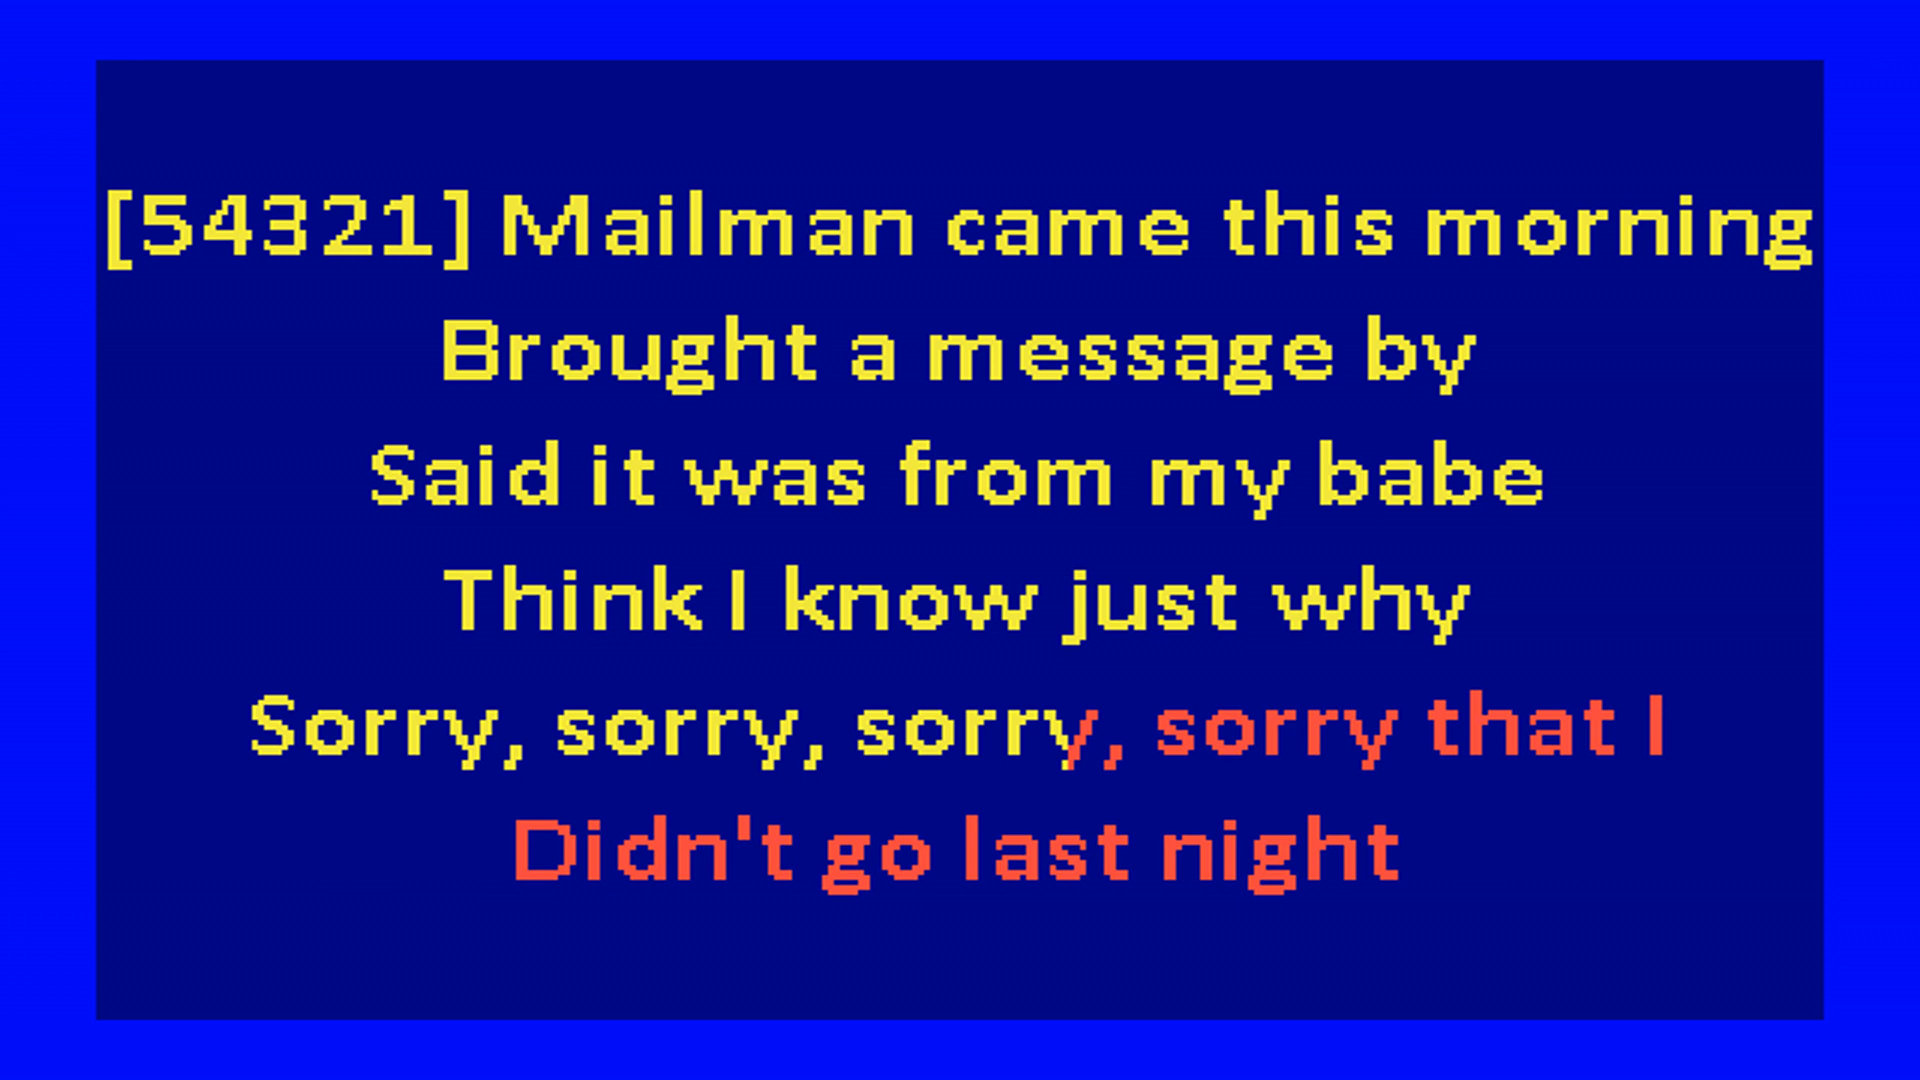 [54321] Mailman came this morning
Brought a message by
Said it was from my babe
Think I know just why
Sorry, sorry, sorry, sorry that I
Didn't go last night